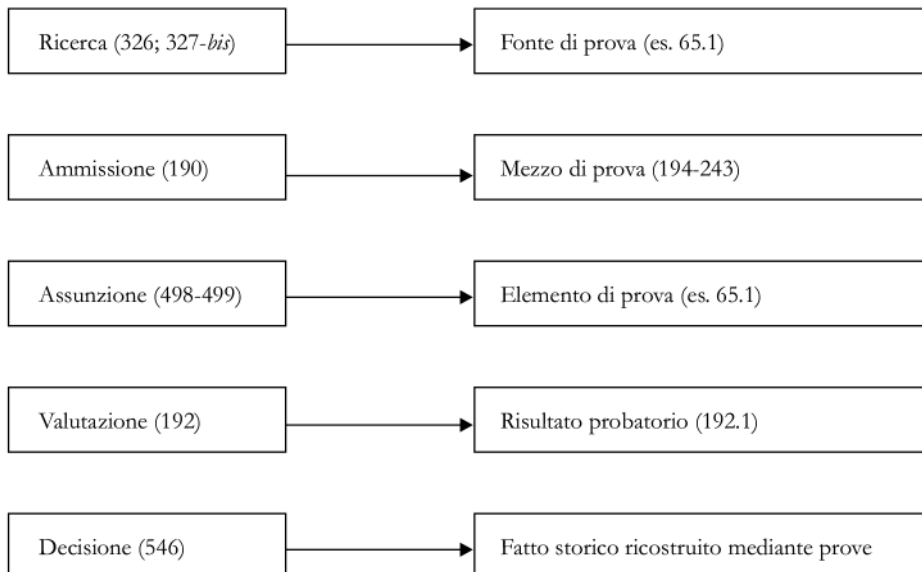 Ricerca (326; 327-bis)
Fonte di prova (es. 65.1)
Ammissione (190)
Mezzo di prova (194-243)
Assunzione (498-499)
Elemento di prova (es. 65.1)
Valutazione (192)
Risultato probatorio (192.1)
Decisione (546)
Fatto storico ricostruito mediante prove